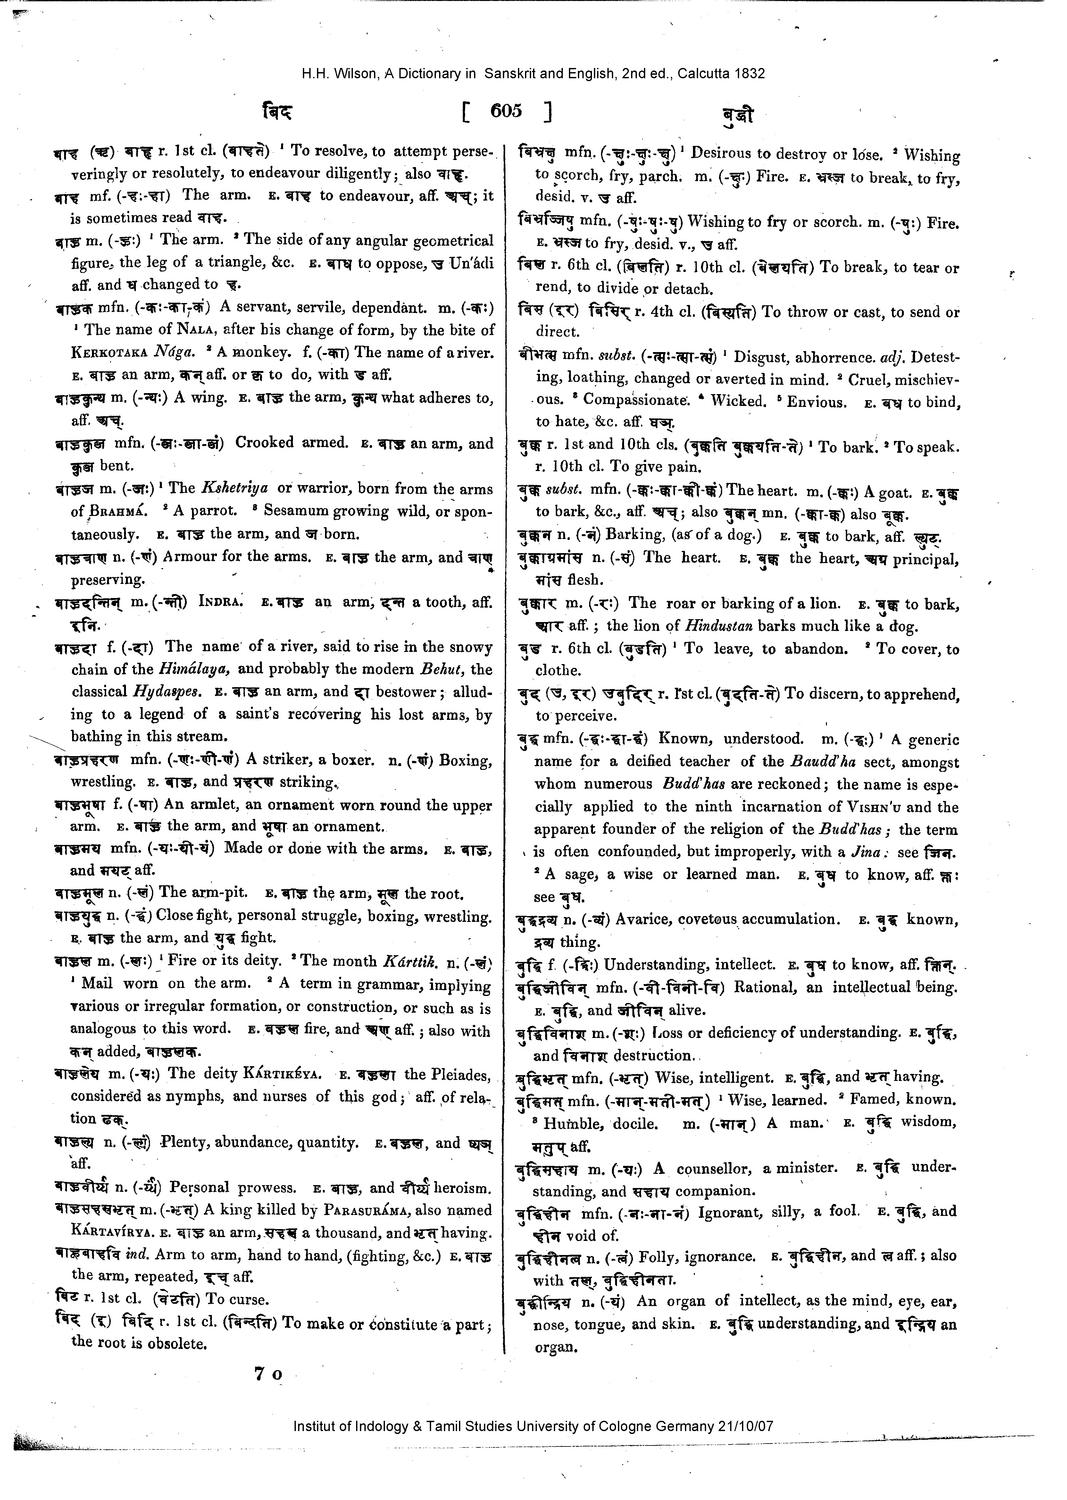 H.H. Wilson, A Dictionary in Sanskrit and English, 2nd ed., Calcutta 1832
बिद [ 605 ] बुद्धी
बाह (ऋ) बाहृ r. 1st cl. (बाहते) ¹ To resolve, to attempt perse-
veringly or resolutely, to endeavour diligently; also वाहृ.
बाह mf. (-हः-हा) The arm. E. बाह to endeavour, aff. अच्; it
is sometimes read वाह.
बाहु m. (-हुः) ¹ The arm. ² The side of any angular geometrical
figure, the leg of a triangle, &c. E. बाध to oppose, उ Un'ádi
aff. and ध changed to ह.
बाहुक mfn. (-कः-का-कं) A servant, servile, dependant. m. (-कः)
¹ The name of NALA, after his change of form, by the bite of
KERKOTAKA Nága. ² A monkey. f. (-का) The name of a river.
E. बाहु an arm, कन् aff. or कृ to do, with ड aff.
बाहुकुन्थ m. (-न्थः) A wing. E. बाहु the arm, कुन्थ what adheres to,
aff. अच्.
बाहुकुब्ज mfn. (-ब्जः-ब्जा-ब्जं) Crooked armed. E. बाहु an arm, and
कुब्ज bent.
बाहुज m. (-जः) ¹ The Kshetriya or warrior, born from the arms
of BRAHMÁ. ² A parrot. ³ Sesamum growing wild, or spon-
taneously. E. बाहु the arm, and ज born.
बाहुत्राण n. (-णं) Armour for the arms. E. बाहु the arm, and त्राण
preserving.
बाहुदन्तिन् m. (-न्ती) INDRA. E. बाहु an arm, दन्त a tooth, aff.
इनि.
बाहुदा f. (-दा) The name of a river, said to rise in the snowy
chain of the Himálaya, and probably the modern Behut, the
classical Hydaspes. E. बाहु an arm, and दा bestower; allud-
ing to a legend of a saint's recovering his lost arms, by
bathing in this stream.
बाहुप्रहरण mfn. (-णः-णी-णं) A striker, a boxer. n. (-णं) Boxing,
wrestling. E. बाहु, and प्रहरण striking.
बाहुभूषा f. (-षा) An armlet, an ornament worn round the upper
arm. E. बाहु the arm, and भूषा an ornament.
बाहुमय mfn. (-यः-यी-यं) Made or done with the arms. E. बाहु,
and मयट् aff.
बाहुमूल n. (-लं) The arm-pit. E. बाहु the arm, मूल the root.
बाहुयुद्ध n. (-द्धं) Close fight, personal struggle, boxing, wrestling.
E. बाहु the arm, and युद्ध fight.
बाहुल m. (-लः) ¹ Fire or its deity. ² The month Kárttik. n. (-लं)
¹ Mail worn on the arm. ² A term in grammar, implying
various or irregular formation, or construction, or such as is
analogous to this word. E. बहुल fire, and अण् aff.; also with
कन् added, बाहुलक.
बाहुलेय m. (-यः) The deity KÁRTIKÉYA. E. बहुला the Pleiades,
considered as nymphs, and nurses of this god; aff. of rela-
tion ढक्.
बाहुल्य n. (-ल्यं) Plenty, abundance, quantity. E. बहुल, and ष्यञ्
aff.
बाहुवीर्य्य n. (-र्य्यं) Personal prowess. E. बाहु, and वीर्य्य heroism.
बाहुसहस्रभृत् m. (-भृत्) A king killed by PARASURÁMA, also named
KÁRTAVÍRYA. E. बाहु an arm, सहस्र a thousand, and भृत् having.
बाहूबाहवि ind. Arm to arm, hand to hand, (fighting, &c.) E. बाहु
the arm, repeated, इच् aff.
बिट r. 1st cl. (बेटति) To curse.
बिद (इ) बिदि r. 1st cl. (बिन्दति) To make or constitute a part;
the root is obsolete.
7 o
बिभ्रक्षु mfn. (-क्षुः-क्षुः-क्षु) ¹ Desirous to destroy or lose. ² Wishing
to scorch, fry, parch. m. (-क्षुः) Fire. E. भ्रस्ज to break, to fry,
desid. v. उ aff.
बिभ्रज्जिषु mfn. (-षुः-षुः-षु) Wishing to fry or scorch. m. (-षुः) Fire.
E. भ्रस्ज to fry, desid. v., उ aff.
बिल r. 6th cl. (बिलति) r. 10th cl. (बेलयति) To break, to tear or
rend, to divide or detach.
बिस (इर) बिसिर् r. 4th cl. (बिस्यति) To throw or cast, to send or
direct.
बीभत्स mfn. subst. (-त्सः-त्सा-त्सं) ¹ Disgust, abhorrence. adj. Detest-
ing, loathing, changed or averted in mind. ² Cruel, mischiev-
ous. ³ Compassionate. ⁴ Wicked. ⁵ Envious. E. बध to bind,
to hate, &c. aff. घञ्.
बुक्क r. 1st and 10th cls. (बुक्कति बुक्कयति-ते) ¹ To bark. ² To speak.
r. 10th cl. To give pain.
बुक्क subst. mfn. (-क्कः-क्का-क्की-क्कं) The heart. m. (-क्कः) A goat. E. बुक्क
to bark, &c., aff. अच्; also बुक्कन् mn. (-क्का-क्क) also बूक्क.
बुक्कन n. (-नं) Barking, (as of a dog.) E. बुक्क to bark, aff. ल्युट्.
बुक्काग्रमांस n. (-सं) The heart. E. बुक्क the heart, अग्र principal,
मांस flesh.
बुक्कार m. (-रः) The roar or barking of a lion. E. बुक्क to bark,
आर aff.; the lion of Hindustan barks much like a dog.
बुड r. 6th cl. (बुडति) ¹ To leave, to abandon. ² To cover, to
clothe.
बुद (उ, इर) उबुदिर् r. 1st cl. (बुदति-ते) To discern, to apprehend,
to perceive.
बुद्ध mfn. (-द्धः-द्धा-द्धं) Known, understood. m. (-द्धः) ¹ A generic
name for a deified teacher of the Baudd'ha sect, amongst
whom numerous Budd'has are reckoned; the name is espe-
cially applied to the ninth incarnation of VISHN'U and the
apparent founder of the religion of the Budd'has; the term
is often confounded, but improperly, with a Jina: see जिन.
² A sage, a wise or learned man. E. बुध to know, aff. क्तः
see बुध.
बुद्धद्रव्य n. (-व्यं) Avarice, covetous accumulation. E. बुद्ध known,
द्रव्य thing.
बुद्धि f. (-द्धिः) Understanding, intellect. E. बुध to know, aff. क्तिन्.
बुद्धिजीविन् mfn. (-वी-विनी-वि) Rational, an intellectual being.
E. बुद्धि, and जीविन् alive.
बुद्धिविनाश m. (-शः) Loss or deficiency of understanding. E. बुद्धि,
and विनाश destruction.
बुद्धिभृत् mfn. (-भृत्) Wise, intelligent. E. बुद्धि, and भृत् having.
बुद्धिमत् mfn. (-मान्-मती-मत्) ¹ Wise, learned. ² Famed, known.
³ Humble, docile. m. (-मान्) A man. E. बुद्धि wisdom,
मतुप् aff.
बुद्धिसहाय m. (-यः) A counsellor, a minister. E. बुद्धि under-
standing, and सहाय companion.
बुद्धिहीन mfn. (-नः-ना-नं) Ignorant, silly, a fool. E. बुद्धि, and
हीन void of.
बुद्धिहीनत्व n. (-त्वं) Folly, ignorance. E. बुद्धिहीन, and त्व aff.; also
with तल्, बुद्धिहीनता.
बुद्धीन्द्रिय n. (-यं) An organ of intellect, as the mind, eye, ear,
nose, tongue, and skin. E. बुद्धि understanding, and इन्द्रिय an
organ.
Institut of Indology & Tamil Studies University of Cologne Germany 21/10/07